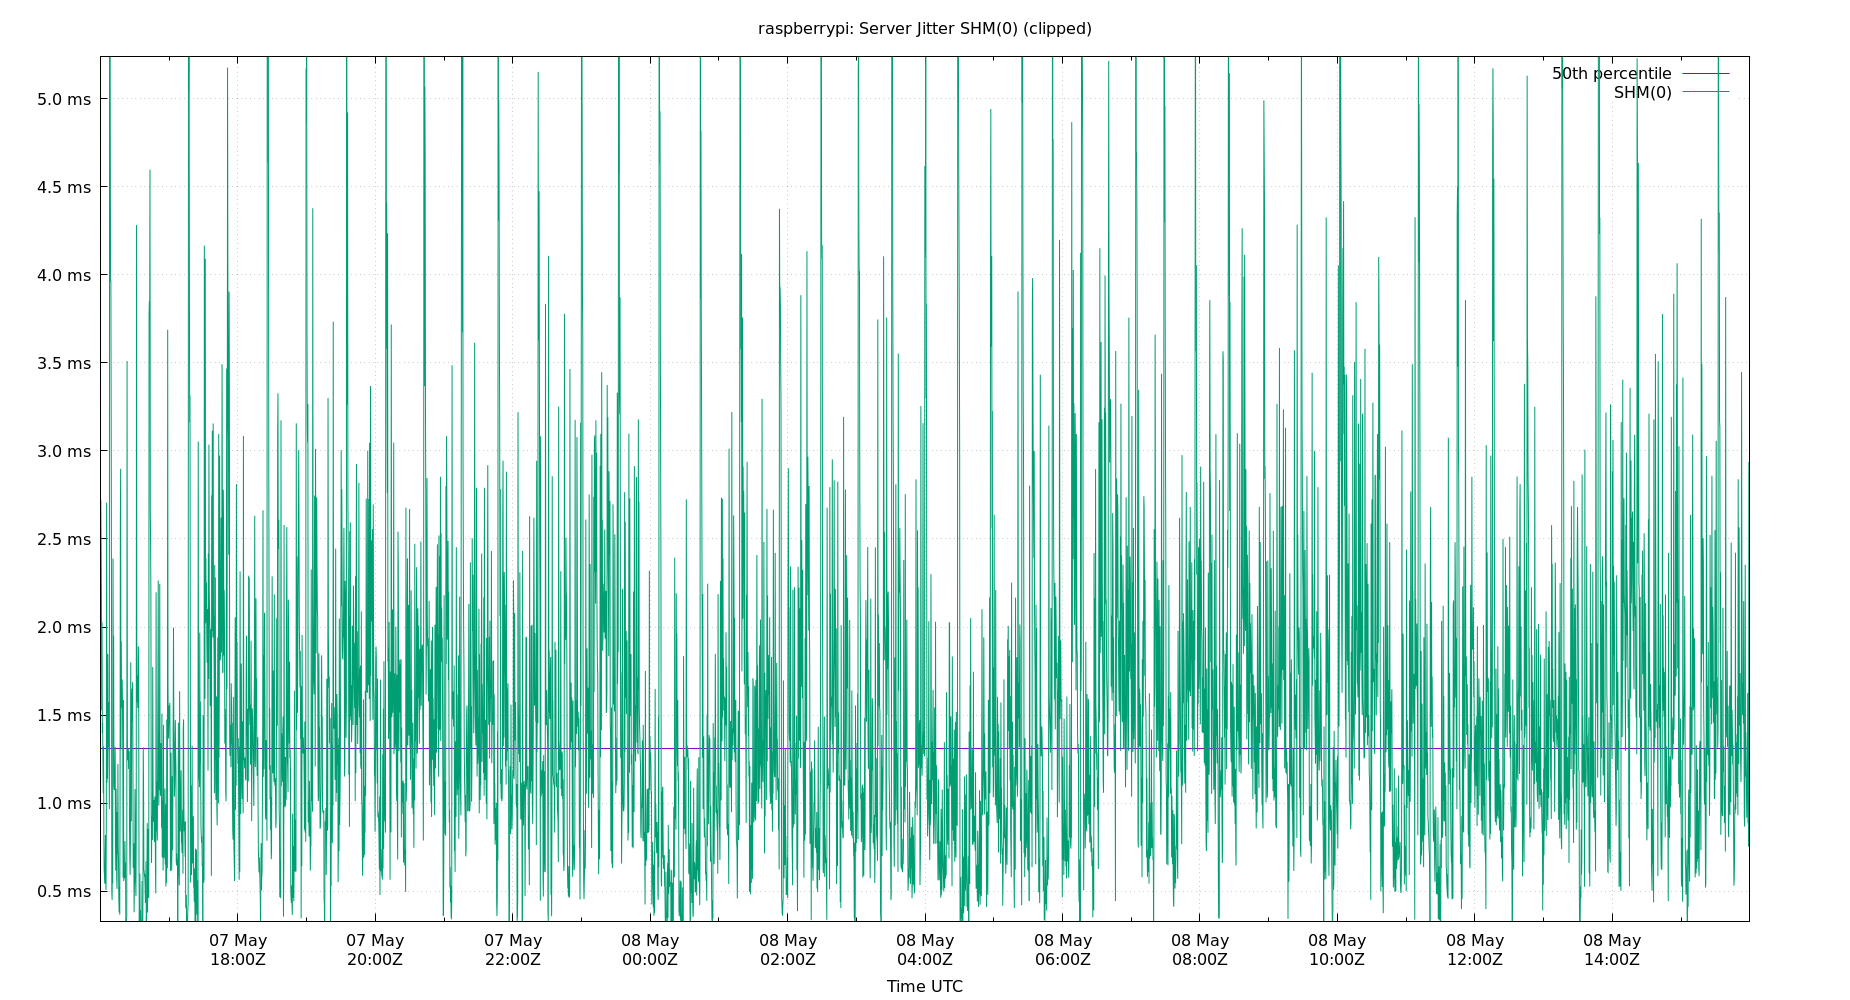 raspberrypi: Server Jitter SHM(0) (clipped)
50th percentile
SHM(0)
5.0 ms
4.5 ms
4.0 ms
3.5 ms
3.0 ms
2.5 ms
2.0 ms
1.5 ms
1.0 ms
0.5 ms
07 May 07 May 07 May 08 May 08 May 08 May 08 May 08 May 08 May 08 May 08 May
18:00Z 20:00Z 22:00Z 00:00Z 02:00Z 04:00Z 06:00Z 08:00Z 10:00Z 12:00Z 14:00Z
Time UTC